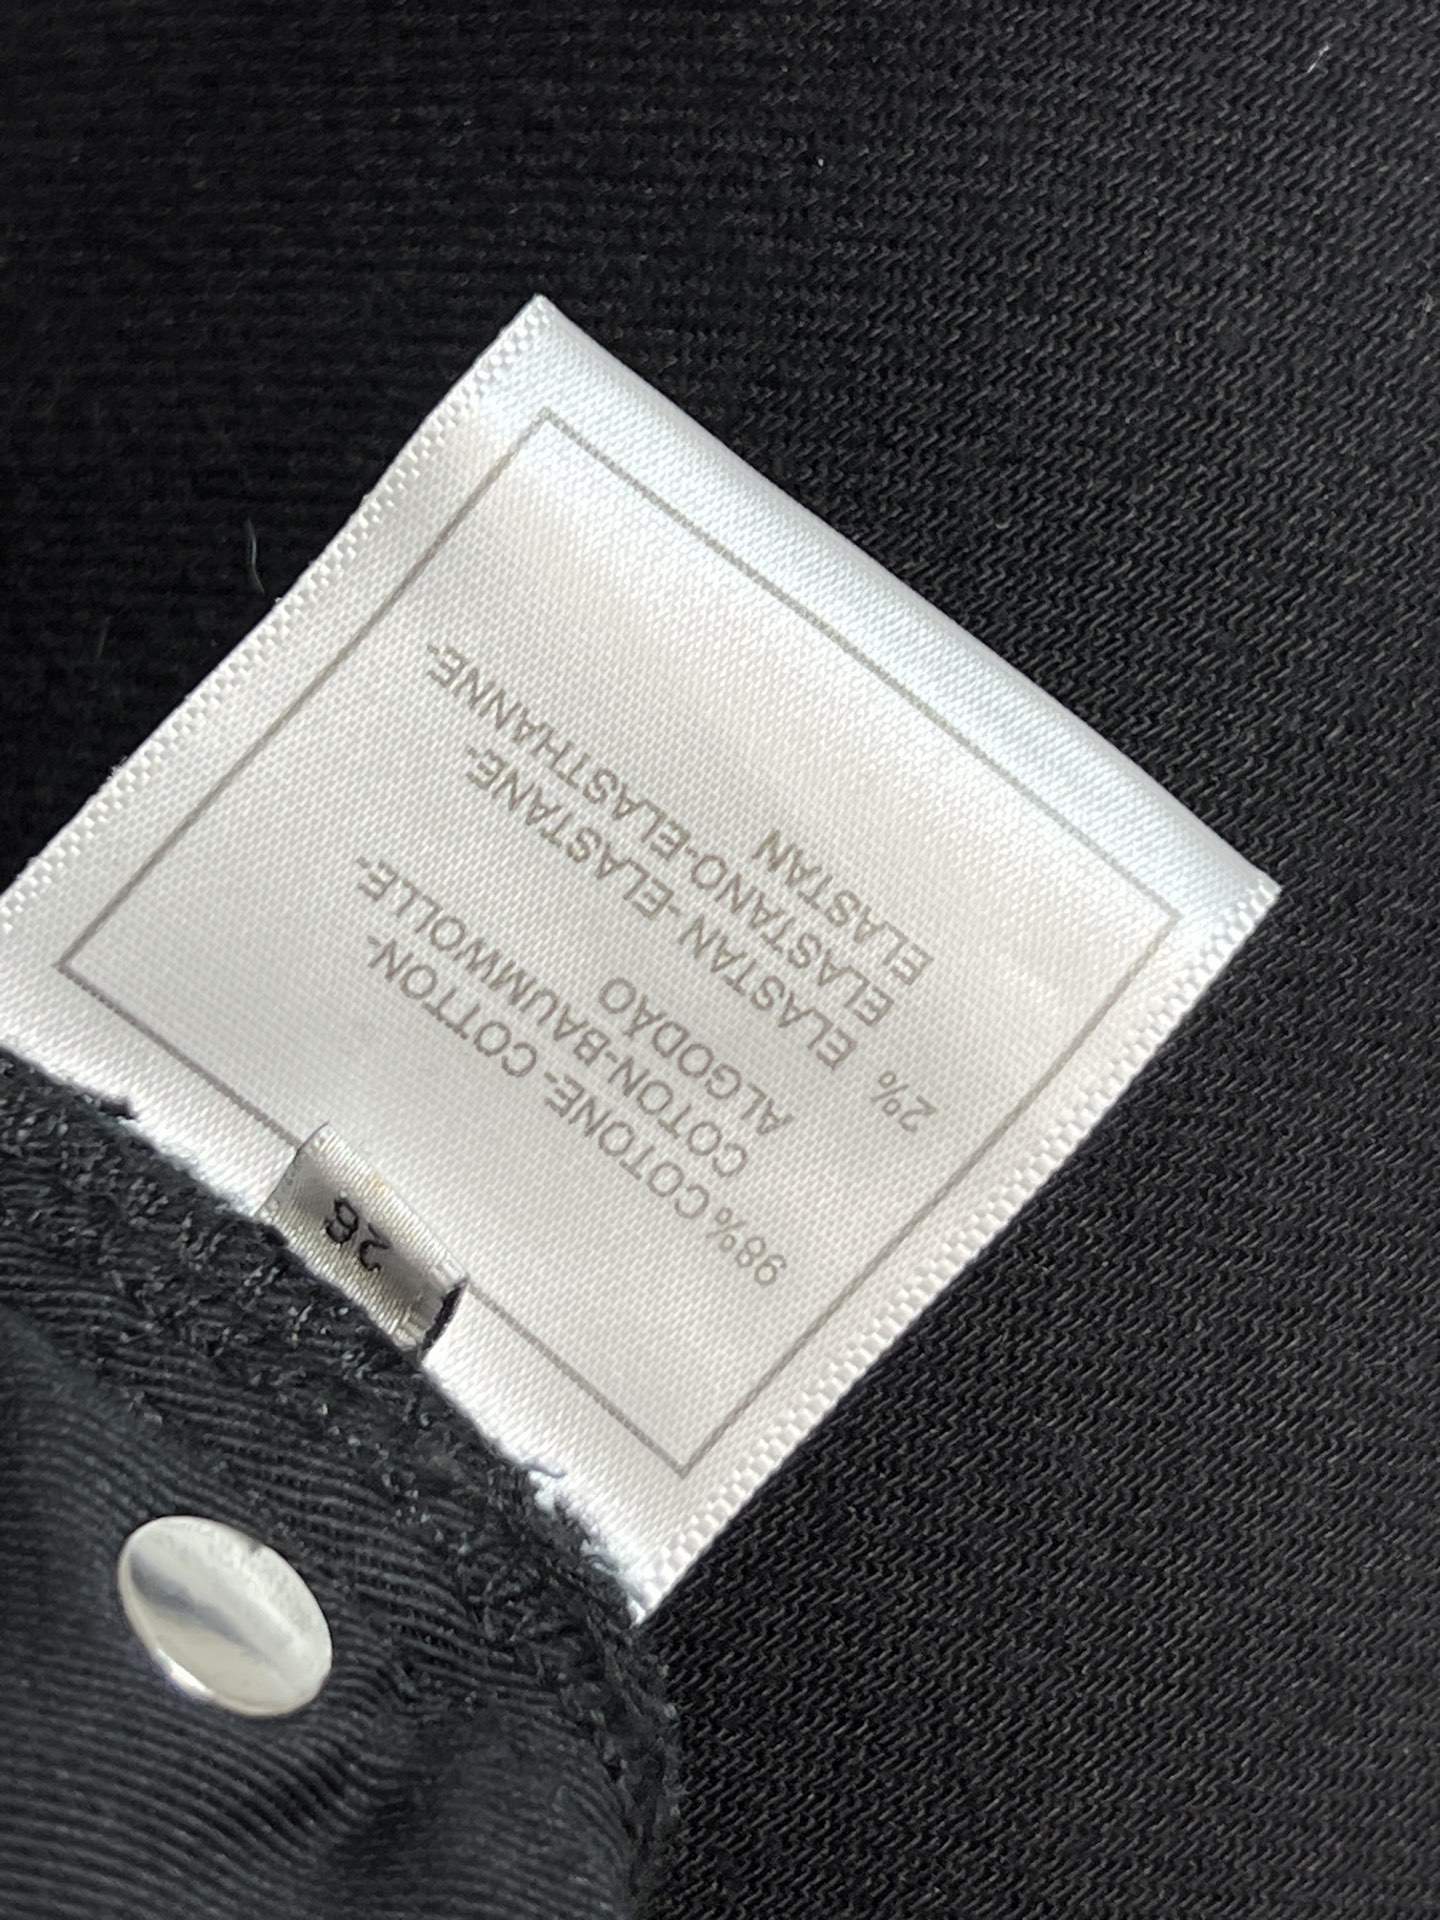 98% COTONE- COTTON-
COTON-BAUMWOLLE-
ALGODÃO
2% ELASTAN -ELASTANE-
ELASTANO-ELASTHANNE-
ELASTAN
26